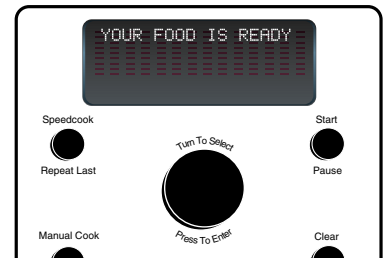 YOUR FOOD IS READY
Speedcook
Repeat Last
Turn To Select
Press To Enter
Start
Pause
Manual Cook
Clear